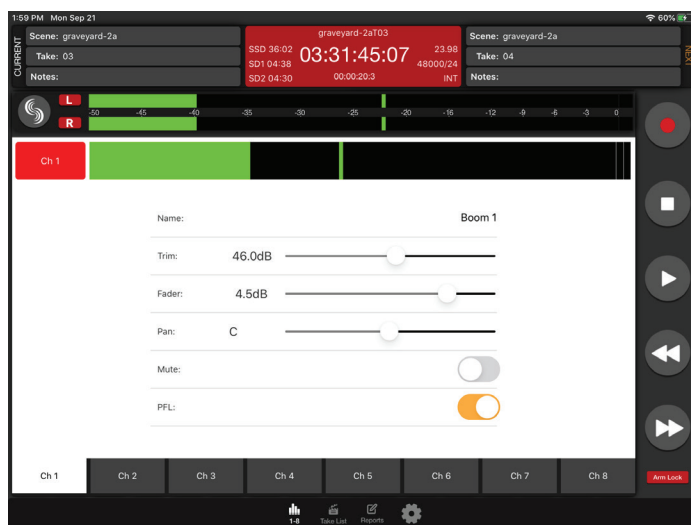 1:59 PM Mon Sep 21
60%
CURRENT
Scene: graveyard-2a
Take: 03
Notes:
graveyard-2aT03
SSD 36:02
SD1 04:38
SD2 04:30
03:31:45:07
00:00:20:3
23.98
48000/24
INT
Scene: graveyard-2a
Take: 04
Notes:
NEXT
L
R
-50 -45 -40 -35 -30 -25 -20 -16 -12 -9 -6 -3 0
Ch 1
Name: Boom 1
Trim: 46.0dB
Fader: 4.5dB
Pan: C
Mute:
PFL:
Ch 1 Ch 2 Ch 3 Ch 4 Ch 5 Ch 6 Ch 7 Ch 8
Arm Lock
1-8 Take List Reports